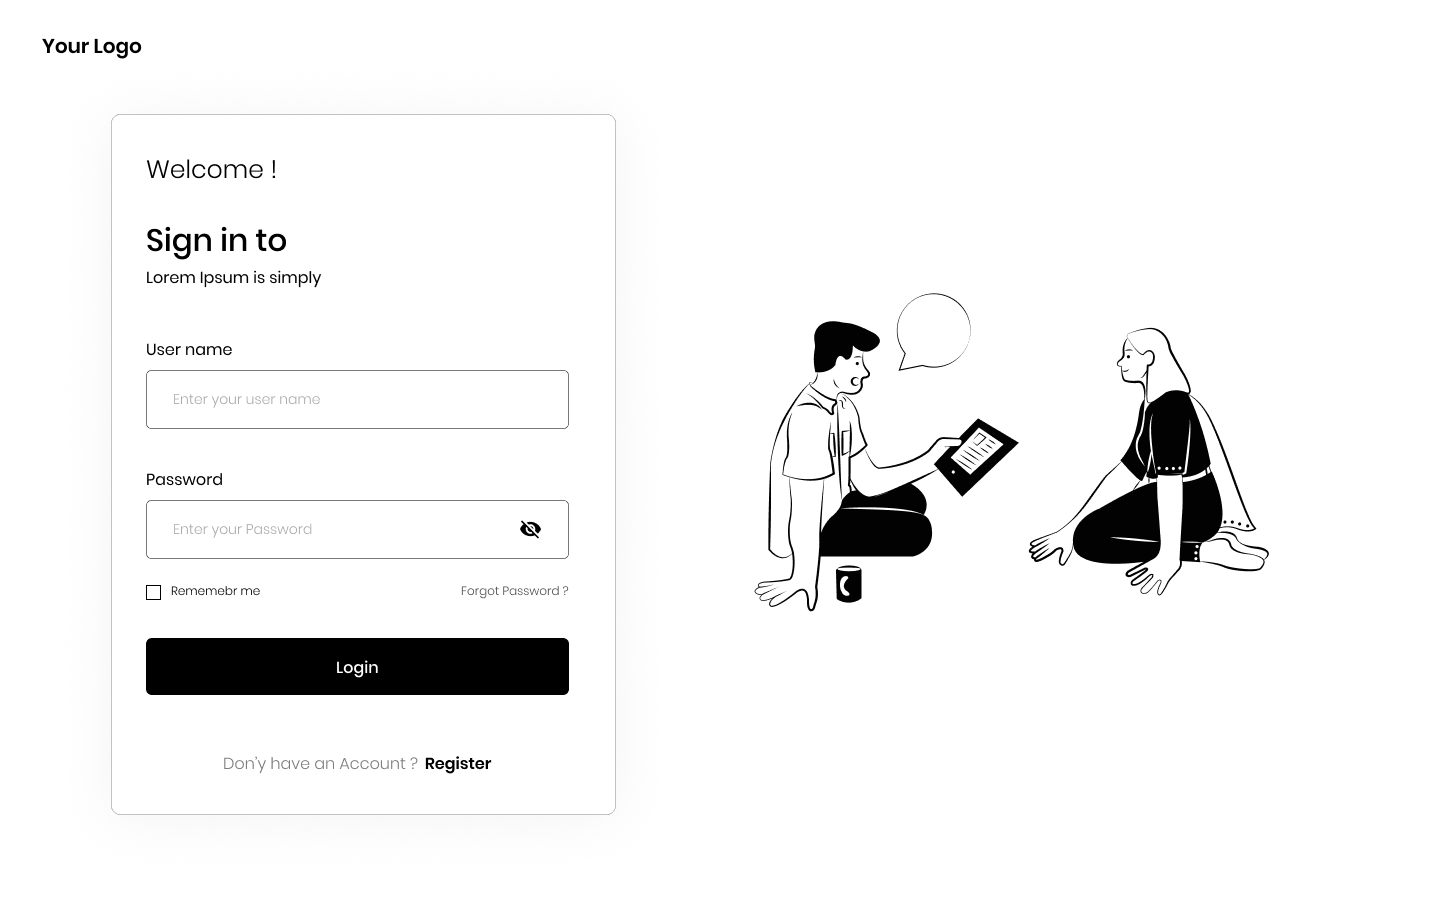 Your Logo
Welcome !
Sign in to
Lorem Ipsum is simply
User name
Enter your user name
Password
Enter your Password
Rememebr me
Forgot Password ?
Login
Don'y have an Account ? Register